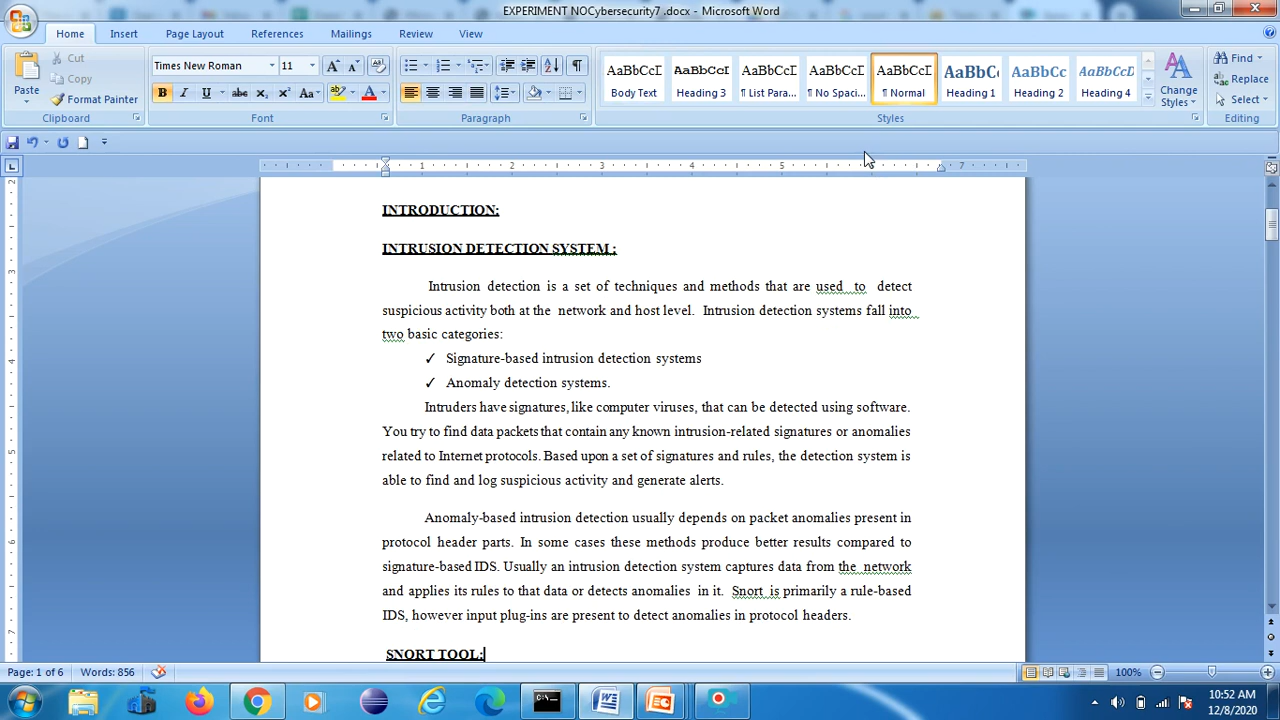 EXPERIMENT NOCybersecurity7 .docx - Microsoft Word
Home Insert Page Layout References Mailings Review View
Paste
Cut
Copy
Format Painter
Clipboard
Times New Roman 11
Font
Paragraph
AaBbCcI AaBbCcI AaBbCcI AaBbCcI AaBbCcI AaBbC AaBbCc AaBbCcD
Body Text Heading 3 ¶ List Para... ¶ No Spaci... ¶ Normal Heading 1 Heading 2 Heading 4
Change Styles
Styles
Find
Replace
Select
Editing
1 2 3 4 5 6 7
INTRODUCTION:
INTRUSION DETECTION SYSTEM :
Intrusion detection is a set of techniques and methods that are used to detect
suspicious activity both at the network and host level. Intrusion detection systems fall into
two basic categories:
✓ Signature-based intrusion detection systems
✓ Anomaly detection systems.
Intruders have signatures, like computer viruses, that can be detected using software.
You try to find data packets that contain any known intrusion-related signatures or anomalies
related to Internet protocols. Based upon a set of signatures and rules, the detection system is
able to find and log suspicious activity and generate alerts.
Anomaly-based intrusion detection usually depends on packet anomalies present in
protocol header parts. In some cases these methods produce better results compared to
signature-based IDS. Usually an intrusion detection system captures data from the network
and applies its rules to that data or detects anomalies in it. Snort is primarily a rule-based
IDS, however input plug-ins are present to detect anomalies in protocol headers.
SNORT TOOL:
Page: 1 of 6 Words: 856 100%
10:52 AM
12/8/2020